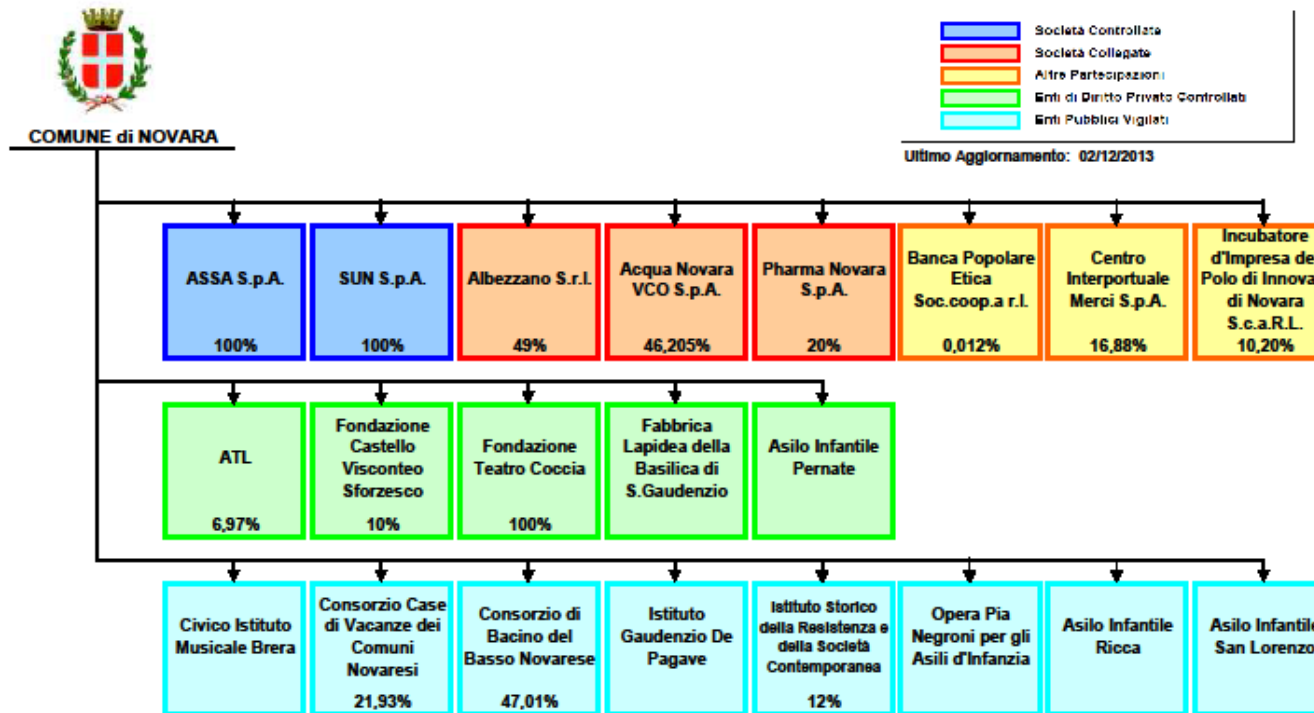 COMUNE di NOVARA
Società Controllate
Società Collegate
Altre Partecipazioni
Enti di Diritto Privato Controllati
Enti Pubblici Vigilati
Ultimo Aggiornamento: 02/12/2013
ASSA S.p.A.
100%
SUN S.p.A.
100%
Albezzano S.r.l.
49%
Acqua Novara
VCO S.p.A.
46,205%
Pharma Novara
S.p.A.
20%
Banca Popolare
Etica
Soc.coop.a r.l.
0,012%
Centro
Interportuale
Merci S.p.A.
16,88%
Incubatore
d'Impresa de
Polo di Innova
di Novara
S.c.a.R.L.
10,20%
ATL
6,97%
Fondazione
Castello
Visconteo
Sforzesco
10%
Fondazione
Teatro Coccia
100%
Fabbrica
Lapidea della
Basilica di
S.Gaudenzio
Asilo Infantile
Pernate
Civico Istituto
Musicale Brera
Consorzio Case
di Vacanze dei
Comuni
Novaresi
21,93%
Consorzio di
Bacino del
Basso Novarese
47,01%
Istituto
Gaudenzio De
Pagave
Istituto Storico
della Resistenza e
della Società
Contemporanea
12%
Opera Pia
Negroni per gli
Asili d'Infanzia
Asilo Infantile
Ricca
Asilo Infantile
San Lorenzo